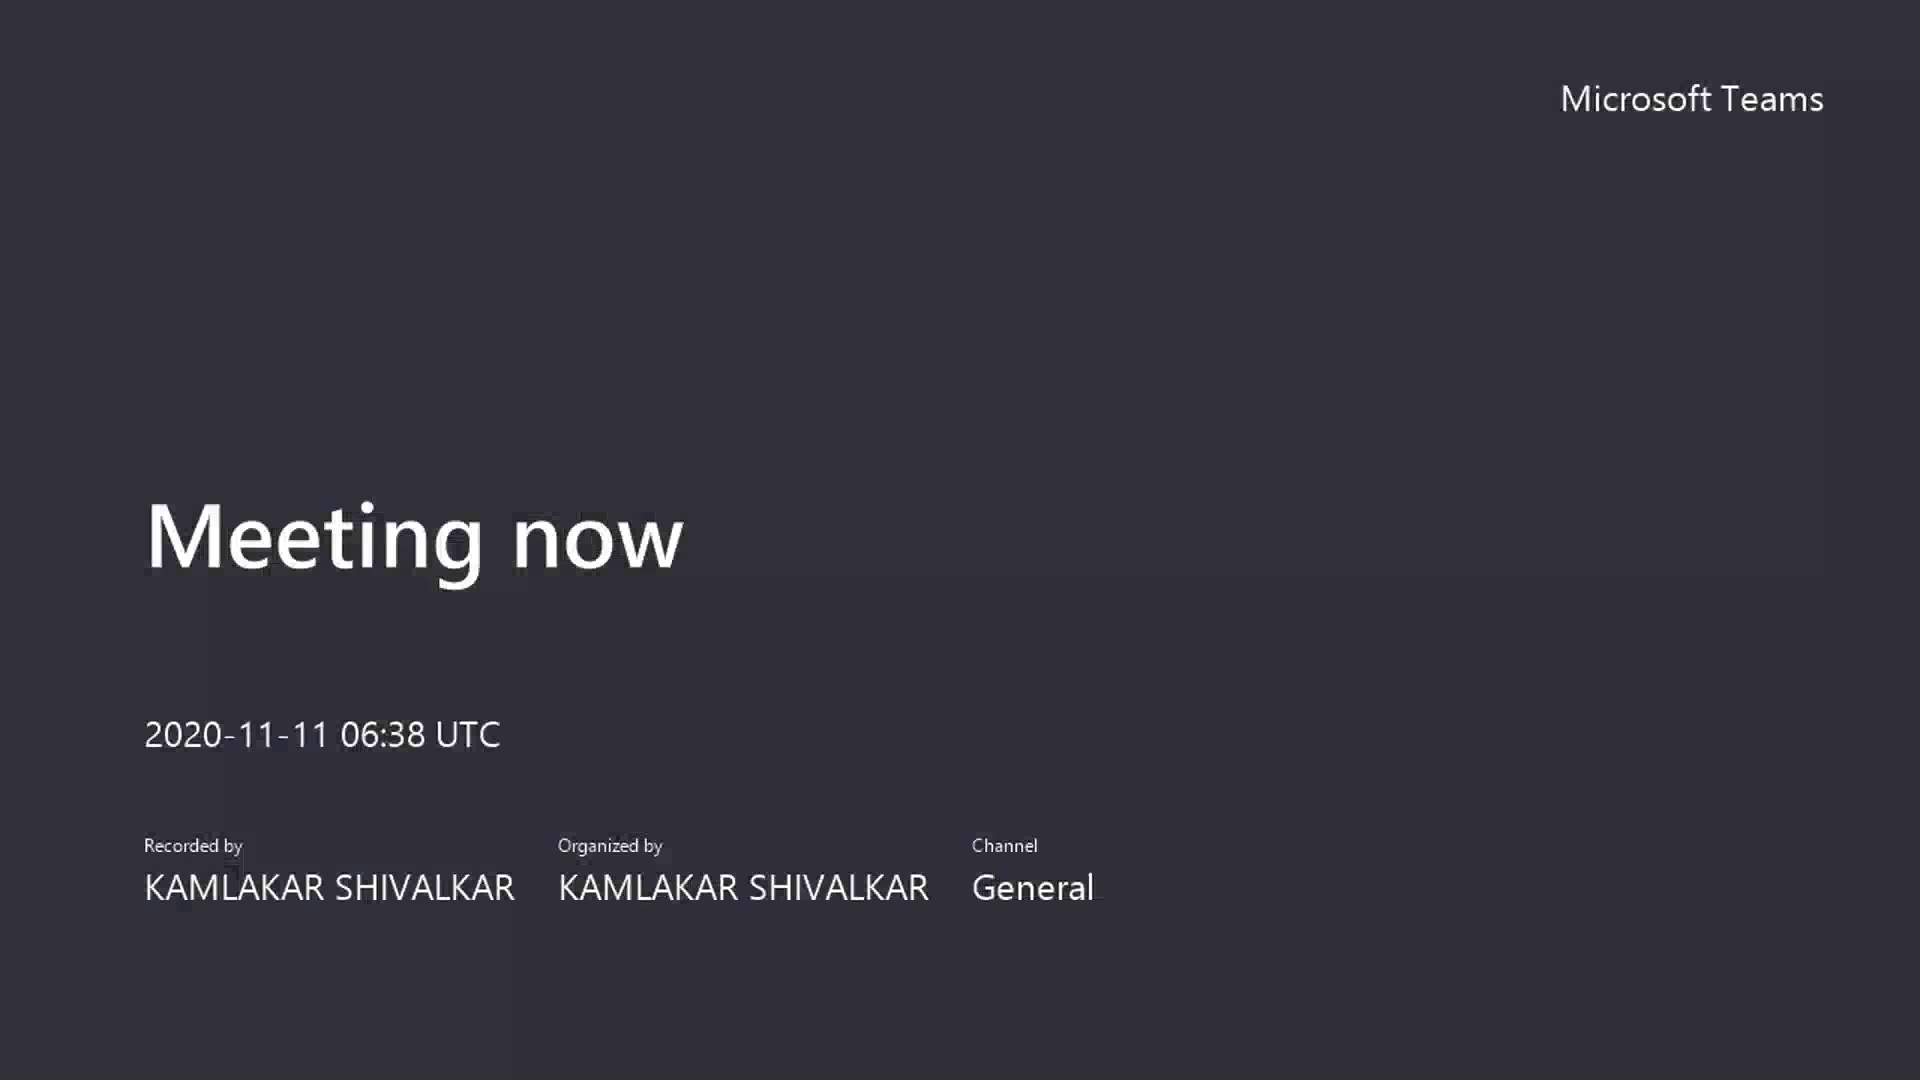 Microsoft Teams
Meeting now
2020-11-11 06:38 UTC
Recorded by Organized by Channel
KAMLAKAR SHIVALKAR KAMLAKAR SHIVALKAR General